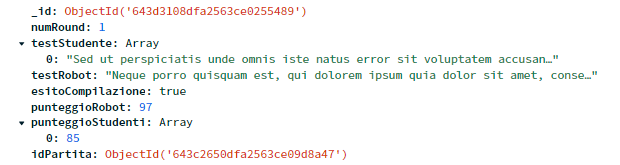 _id: ObjectId('643d3108dfa2563ce0255489')
numRound: 1
testStudente: Array
0: "Sed ut perspiciatis unde omnis iste natus error sit voluptatem accusan…"
testRobot: "Neque porro quisquam est, qui dolorem ipsum quia dolor sit amet, conse…"
esitoCompilazione: true
punteggioRobot: 97
punteggioStudenti: Array
0: 85
idPartita: ObjectId('643c2650dfa2563ce09d8a47')